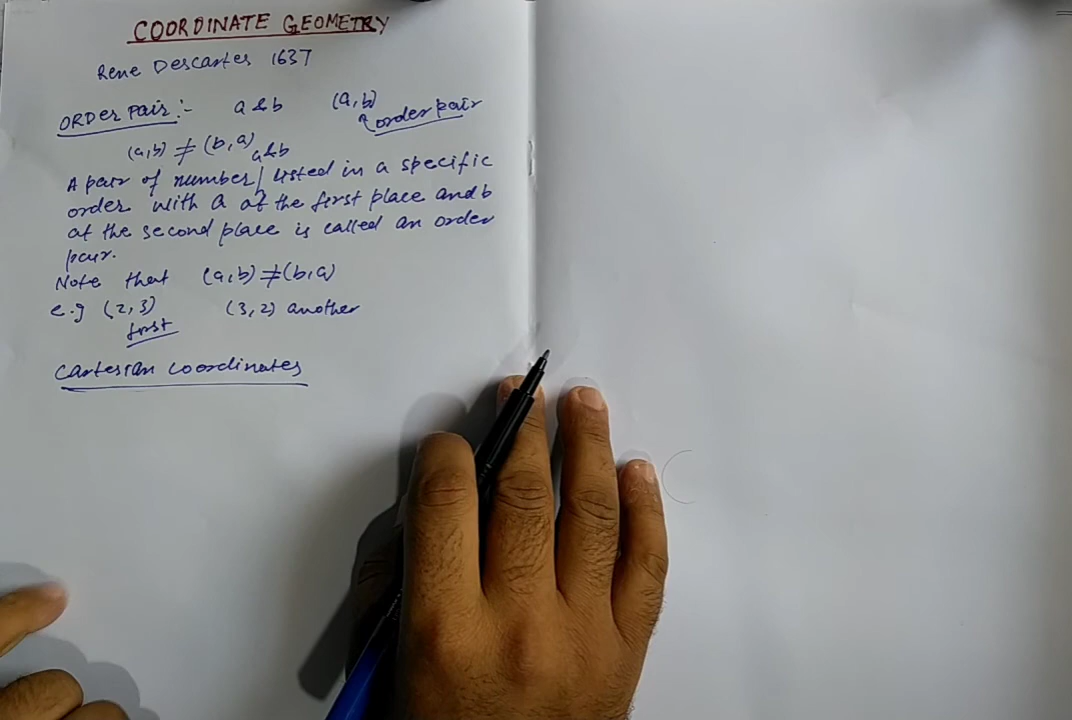 COORDINATE GEOMETRY
Rene Descartes 1637
ORDer Pair :- a & b (a, b)
order pair
(a,b) ≠ (b, a)
a&b
A pair of number listed in a specific
order with a at the first place and b
at the second place is called an order
pair.
Note that (a,b) ≠ (b, a)
e.g (2, 3) (3, 2) another
first
Cartesian Coordinates